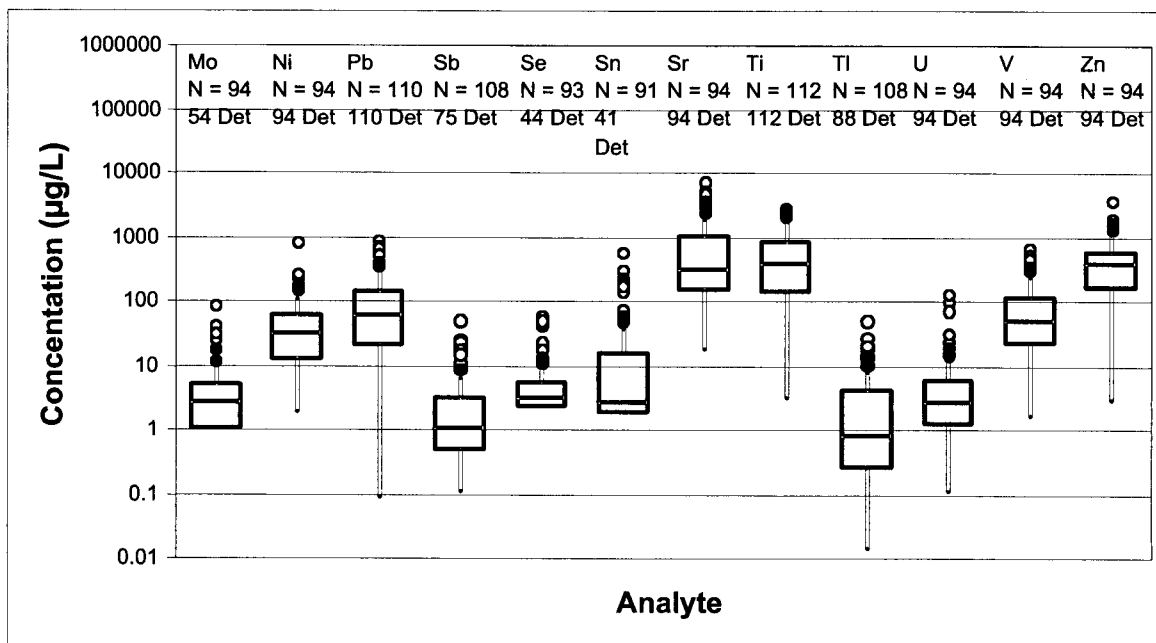 1000000
100000
10000
1000
100
10
1
0.1
0.01
Concentation (µg/L)
Mo Ni Pb Sb Se Sn Sr Ti Tl U V Zn
N = 94 N = 94 N = 110 N = 108 N = 93 N = 91 N = 94 N = 112 N = 108 N = 94 N = 94 N = 94
54 Det 94 Det 110 Det 75 Det 44 Det 41 94 Det 112 Det 88 Det 94 Det 94 Det 94 Det
Det
Analyte